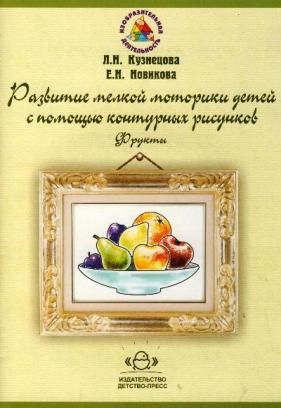 ИЗОБРАЗИТЕЛЬНАЯ
ДЕЯТЕЛЬНОСТЬ
Л.Н. Кузнецова
Е.Н. Новикова
Развитие мелкой моторики детей
с помощью контурных рисунков
Фрукты
ИЗДАТЕЛЬСТВО
ДЕТСТВО-ПРЕСС